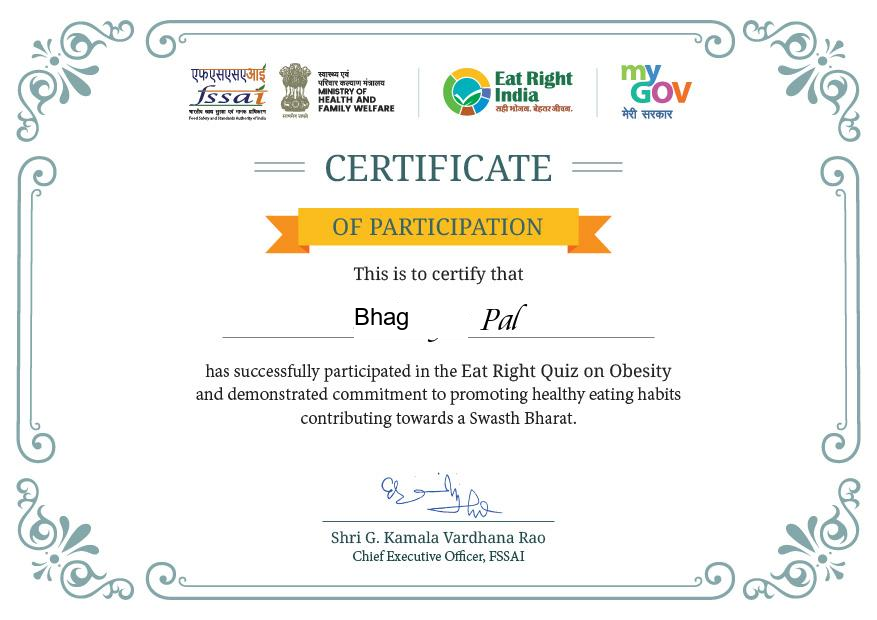 एफएसएसएआई
fssai
भारतीय खाद्य सुरक्षा एवं मानक प्राधिकरण
Food Safety and Standards Authority of India
सत्यमेव जयते
स्वास्थ्य एवं
परिवार कल्याण मंत्रालय
MINISTRY OF
HEALTH AND
FAMILY WELFARE
Eat Right
India
सही भोजन. बेहतर जीवन.
my
GOV
मेरी सरकार
CERTIFICATE
OF PARTICIPATION
This is to certify that
Bhag Pal
has successfully participated in the Eat Right Quiz on Obesity
and demonstrated commitment to promoting healthy eating habits
contributing towards a Swasth Bharat.
Shri G. Kamala Vardhana Rao
Chief Executive Officer, FSSAI